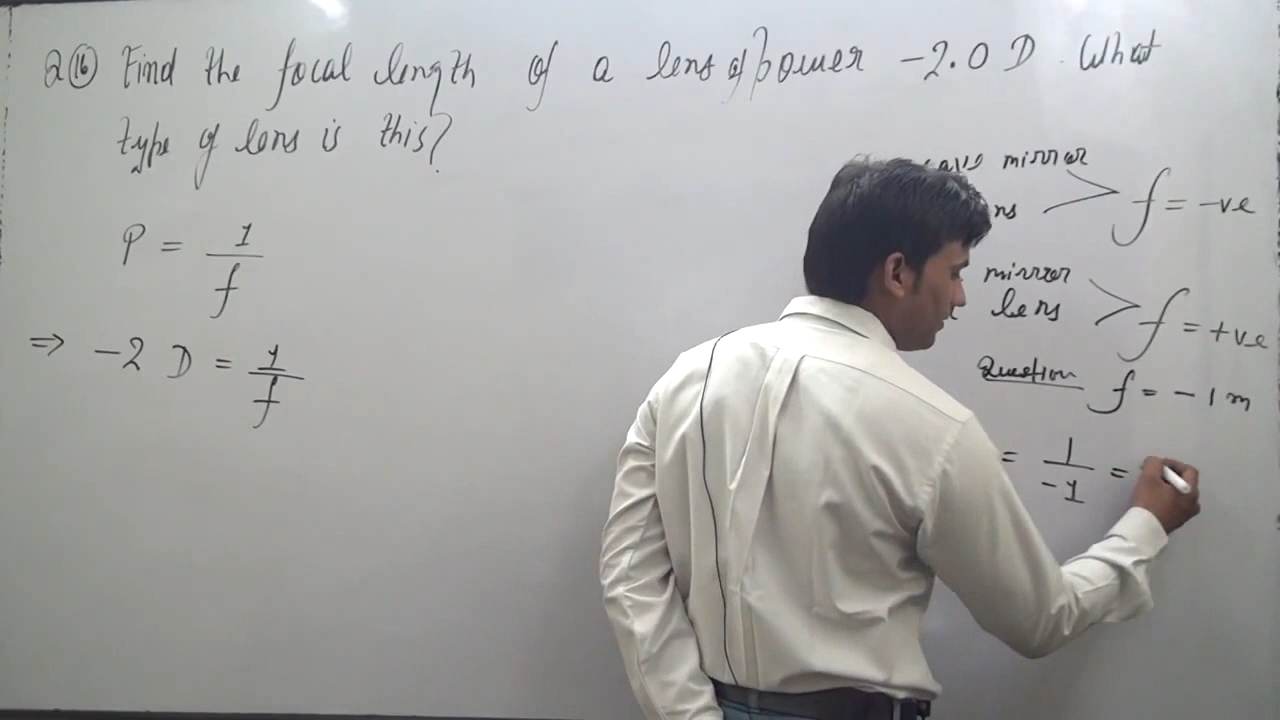 Q 16 Find the focal length of a lens of power -2.0 D. What
type of lens is this?
P = 1/f
⇒ -2 D = 1/f
mirror
f = -ve
mirror
lens
f = +ve
Question f = -1 m
= 1/-1 =